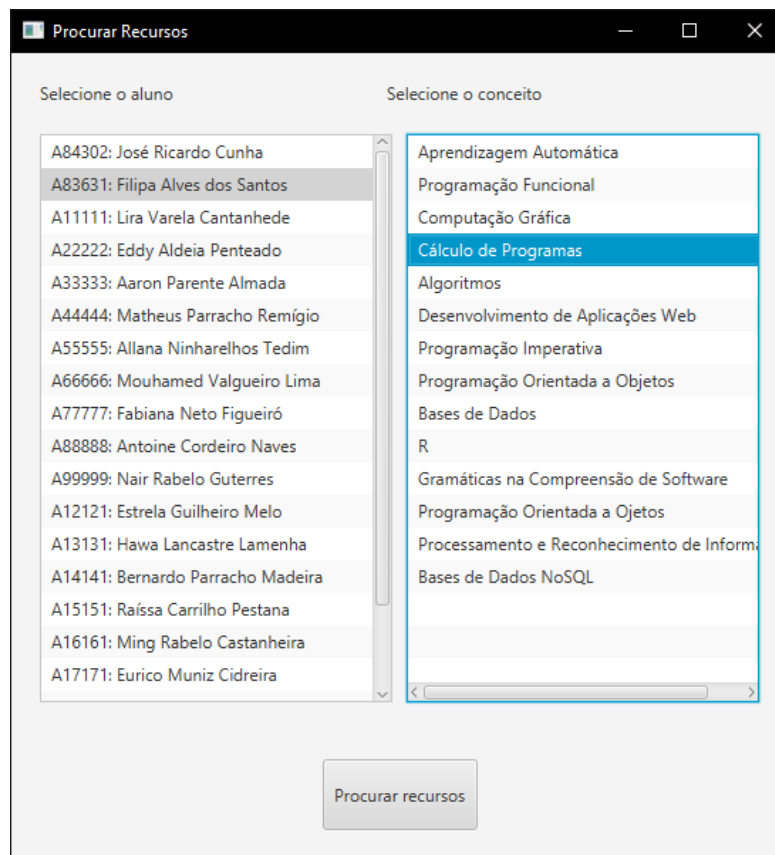 Procurar Recursos
Selecione o aluno
Selecione o conceito
A84302: José Ricardo Cunha
A83631: Filipa Alves dos Santos
A11111: Lira Varela Cantanhede
A22222: Eddy Aldeia Penteado
A33333: Aaron Parente Almada
A44444: Matheus Parracho Remígio
A55555: Allana Ninharelhos Tedim
A66666: Mouhamed Valgueiro Lima
A77777: Fabiana Neto Figueiró
A88888: Antoine Cordeiro Naves
A99999: Nair Rabelo Guterres
A12121: Estrela Guilheiro Melo
A13131: Hawa Lancastre Lamenha
A14141: Bernardo Parracho Madeira
A15151: Raíssa Carrilho Pestana
A16161: Ming Rabelo Castanheira
A17171: Eurico Muniz Cidreira
Aprendizagem Automática
Programação Funcional
Computação Gráfica
Cálculo de Programas
Algoritmos
Desenvolvimento de Aplicações Web
Programação Imperativa
Programação Orientada a Objetos
Bases de Dados
R
Gramáticas na Compreensão de Software
Programação Orientada a Ojetos
Processamento e Reconhecimento de Informa
Bases de Dados NoSQL
Procurar recursos